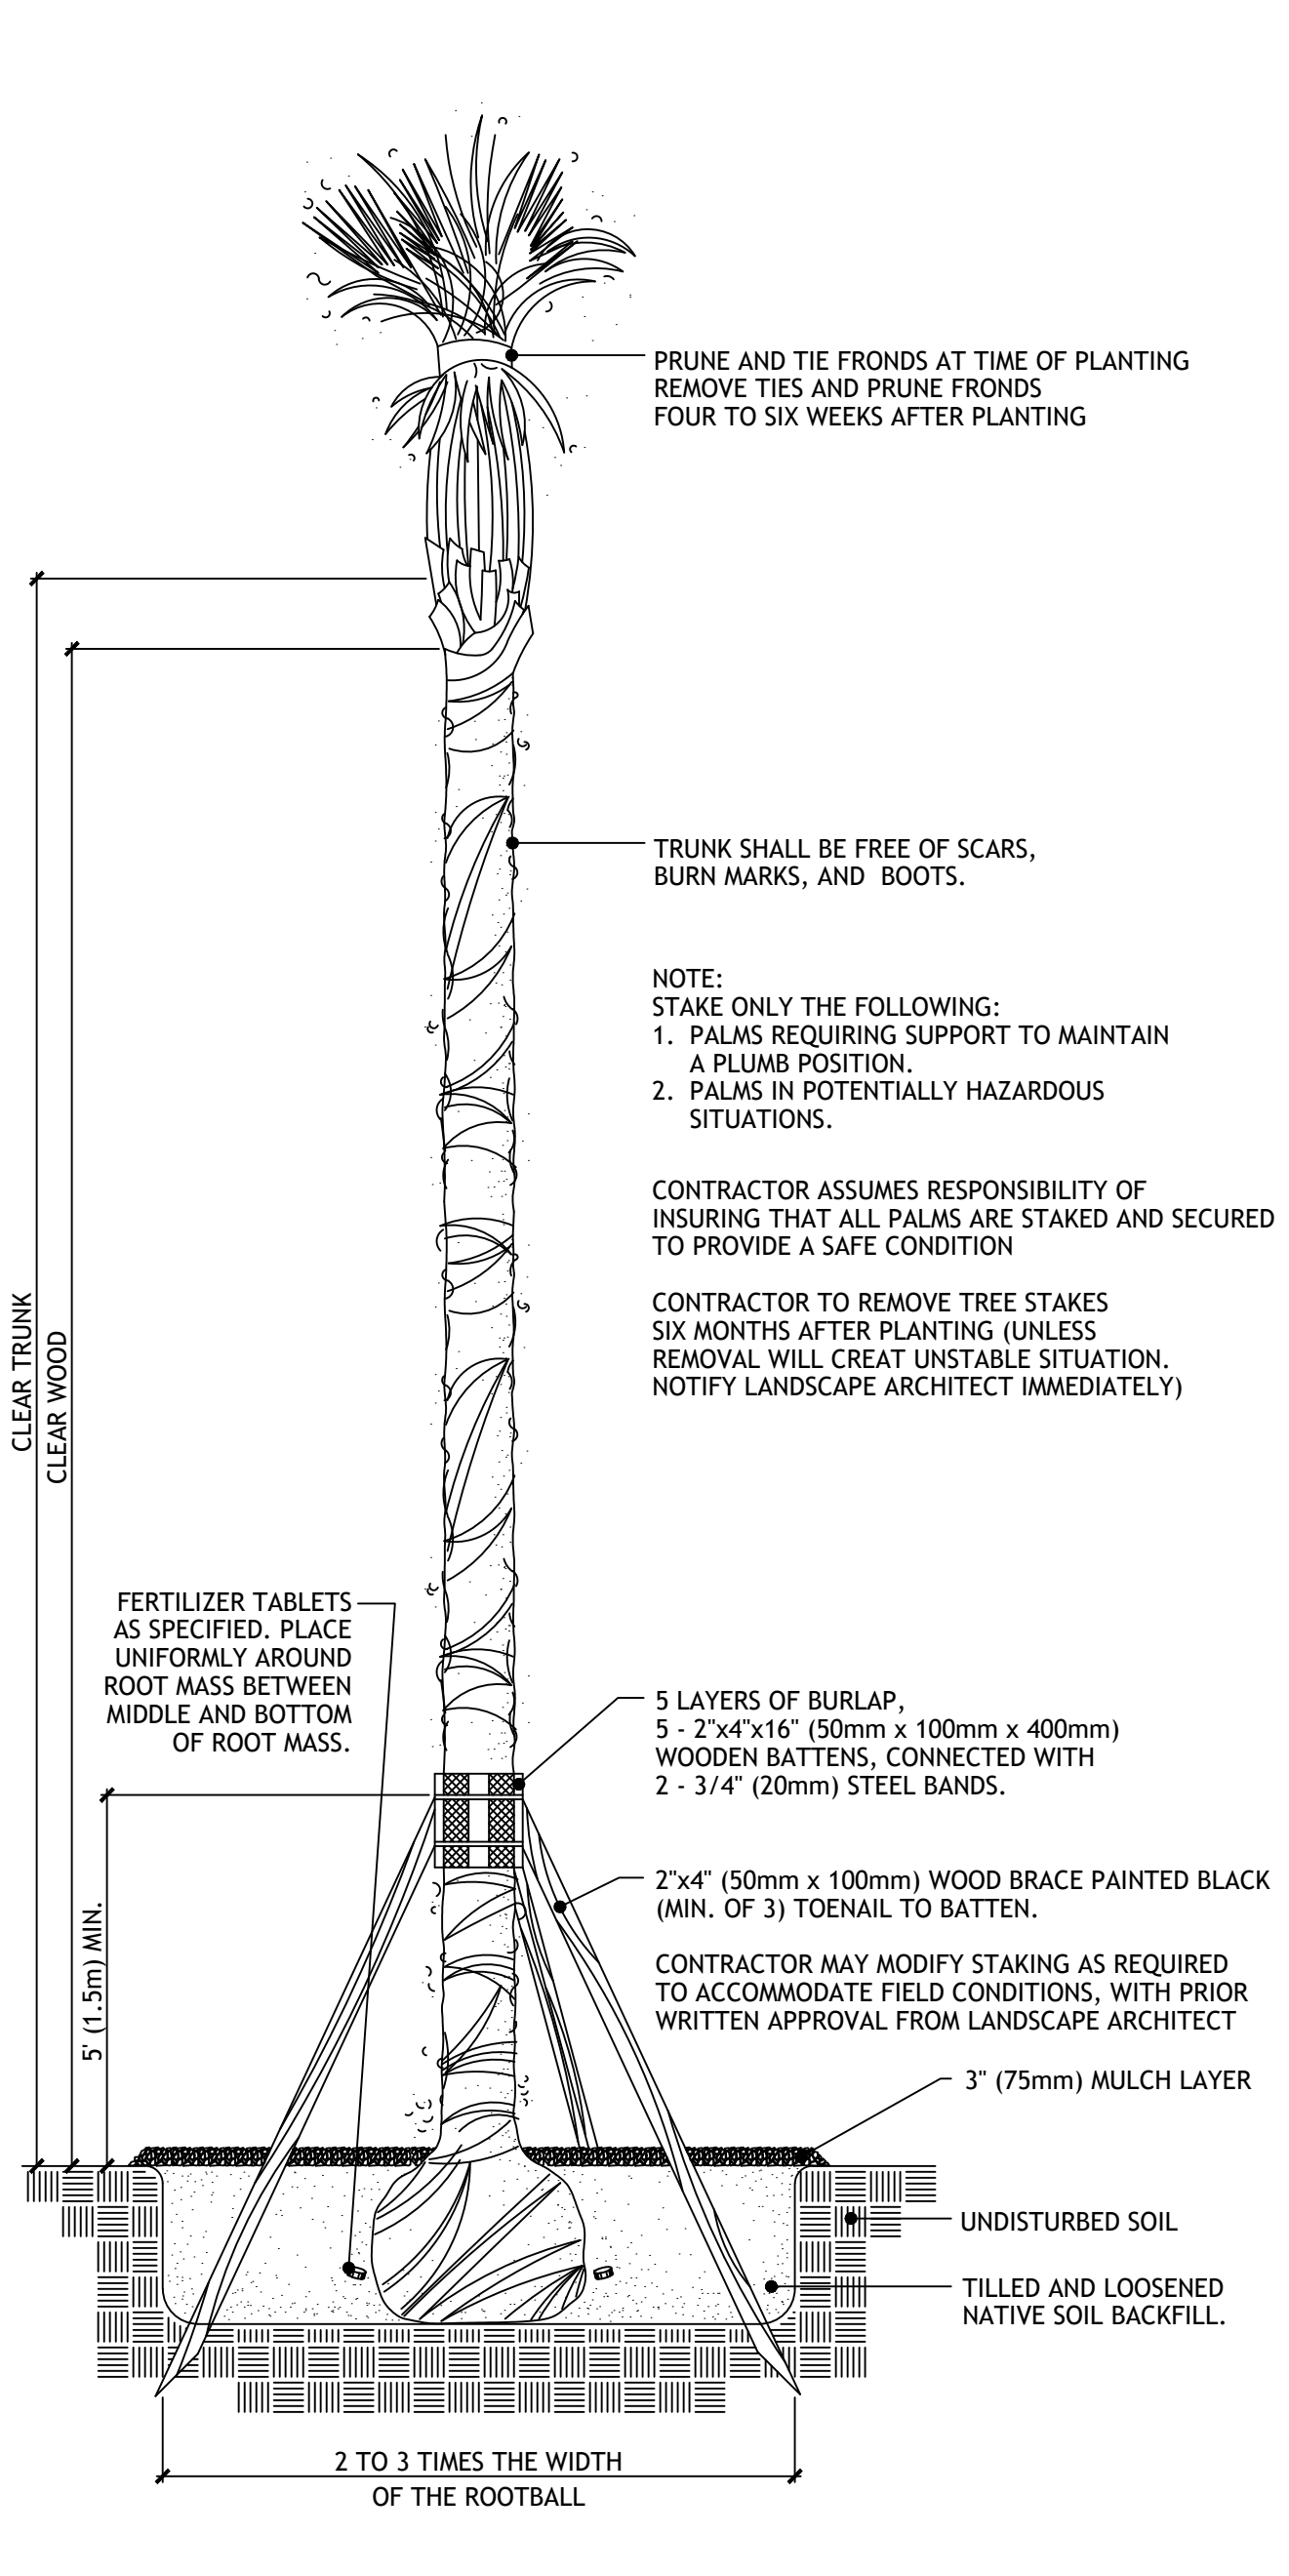 PRUNE AND TIE FRONDS AT TIME OF PLANTING
REMOVE TIES AND PRUNE FRONDS
FOUR TO SIX WEEKS AFTER PLANTING
TRUNK SHALL BE FREE OF SCARS,
BURN MARKS, AND  BOOTS.
NOTE:
STAKE ONLY THE FOLLOWING:
1. PALMS REQUIRING SUPPORT TO MAINTAIN
A PLUMB POSITION.
2. PALMS IN POTENTIALLY HAZARDOUS
SITUATIONS.
CONTRACTOR ASSUMES RESPONSIBILITY OF
INSURING THAT ALL PALMS ARE STAKED AND SECURED
TO PROVIDE A SAFE CONDITION
CONTRACTOR TO REMOVE TREE STAKES
SIX MONTHS AFTER PLANTING (UNLESS
REMOVAL WILL CREAT UNSTABLE SITUATION.
NOTIFY LANDSCAPE ARCHITECT IMMEDIATELY)
CLEAR TRUNK
CLEAR WOOD
FERTILIZER TABLETS
AS SPECIFIED. PLACE
UNIFORMLY AROUND
ROOT MASS BETWEEN
MIDDLE AND BOTTOM
OF ROOT MASS.
5 LAYERS OF BURLAP,
5 - 2"x4"x16" (50mm x 100mm x 400mm)
WOODEN BATTENS, CONNECTED WITH
2 - 3/4" (20mm) STEEL BANDS.
5' (1.5m) MIN.
2"x4" (50mm x 100mm) WOOD BRACE PAINTED BLACK
(MIN. OF 3) TOENAIL TO BATTEN.
CONTRACTOR MAY MODIFY STAKING AS REQUIRED
TO ACCOMMODATE FIELD CONDITIONS, WITH PRIOR
WRITTEN APPROVAL FROM LANDSCAPE ARCHITECT
3" (75mm) MULCH LAYER
UNDISTURBED SOIL
TILLED AND LOOSENED
NATIVE SOIL BACKFILL.
2 TO 3 TIMES THE WIDTH
OF THE ROOTBALL